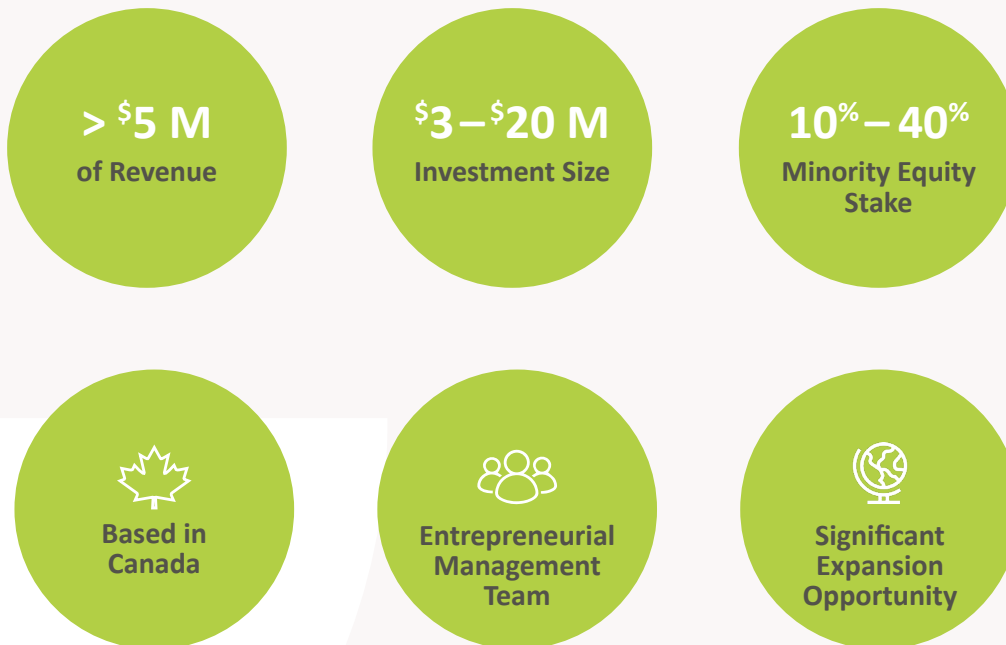 > $5 M
of Revenue
$3 – $20 M
Investment Size
10% – 40%
Minority Equity
Stake
Based in
Canada
Entrepreneurial
Management
Team
Significant
Expansion
Opportunity